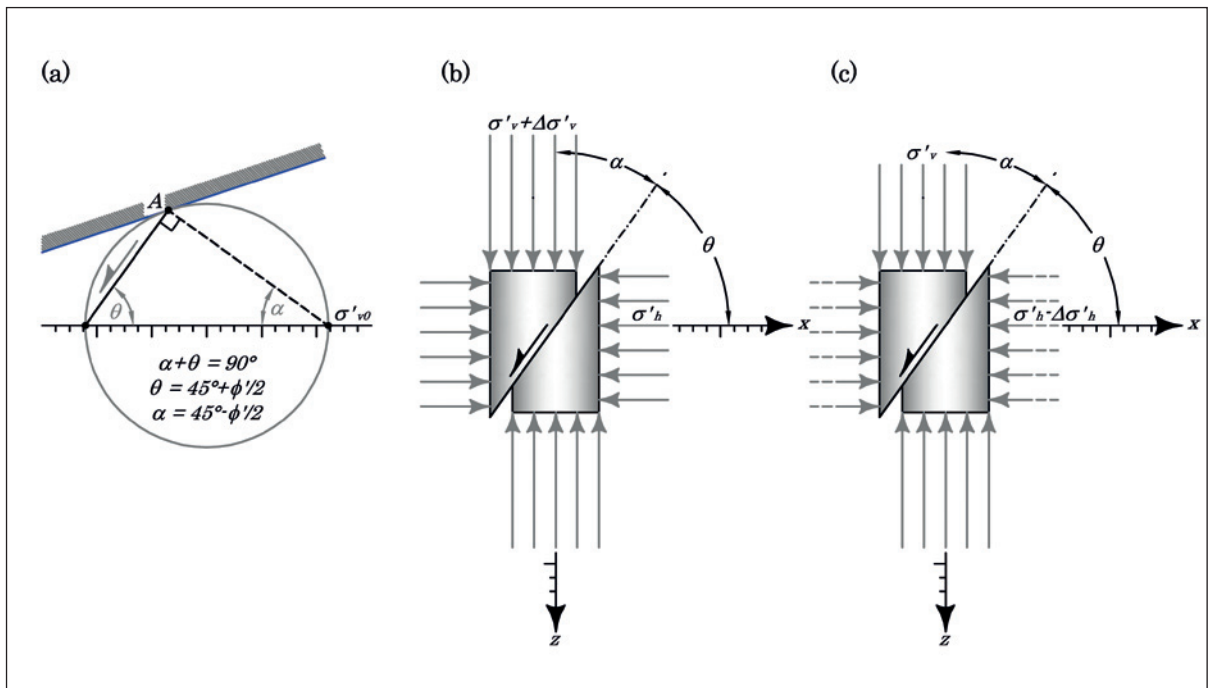 (a)
A
θ
α
σ'v0
α+θ = 90°
θ = 45°+ϕ'/2
α = 45°-ϕ'/2
(b)
σ'v+Δσ'v
α
θ
σ'h
x
z
(c)
σ'v
α
θ
σ'h-Δσ'h
x
z